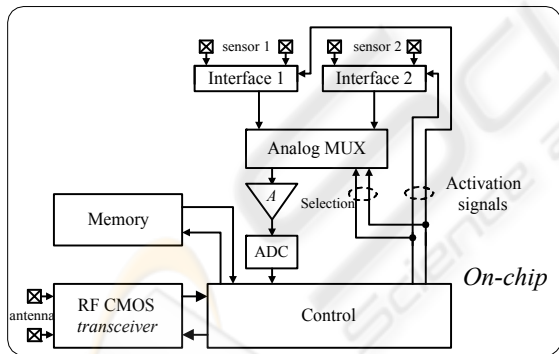 sensor 1
sensor 2
Interface 1
Interface 2
Analog MUX
A
Selection
Activation
signals
Memory
ADC
On-chip
antenna
RF CMOS
transceiver
Control